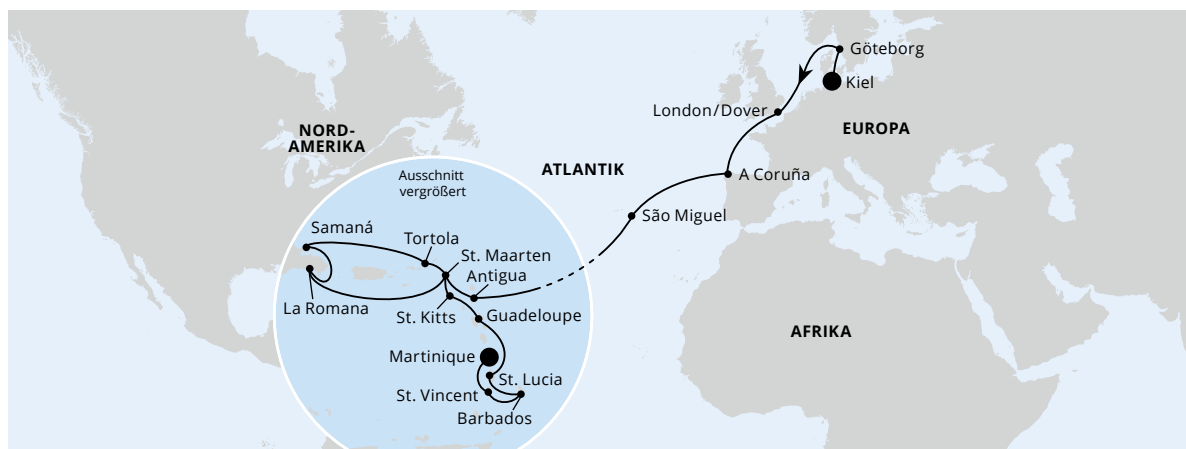 Göteborg
Kiel
London/Dover
NORD-
AMERIKA
EUROPA
ATLANTIK
A Coruña
Ausschnitt
vergrößert
São Miguel
Samaná
Tortola
St. Maarten
Antigua
La Romana
St. Kitts
Guadeloupe
AFRIKA
Martinique
St. Lucia
St. Vincent
Barbados